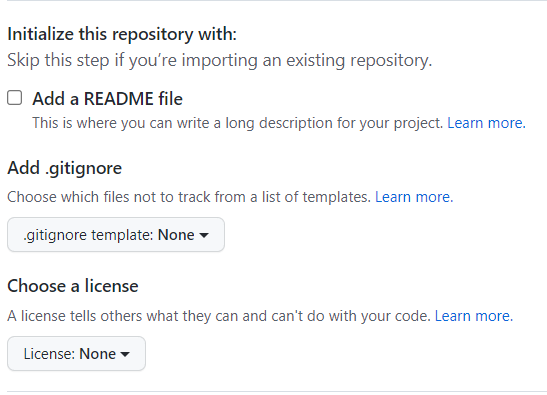 Initialize this repository with:
Skip this step if you’re importing an existing repository.
Add a README file
This is where you can write a long description for your project. Learn more.
Add .gitignore
Choose which files not to track from a list of templates. Learn more.
.gitignore template: None
Choose a license
A license tells others what they can and can't do with your code. Learn more.
License: None